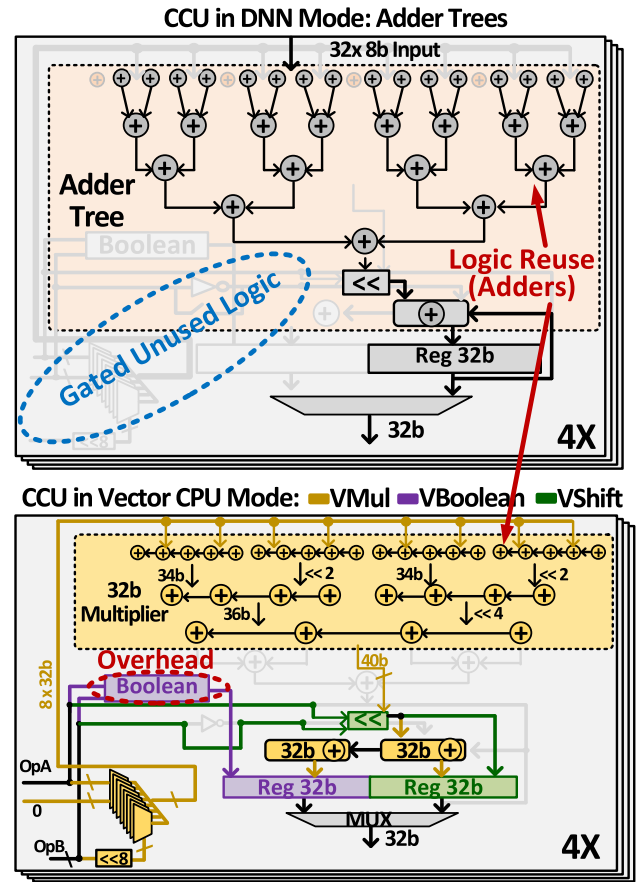 CCU in DNN Mode: Adder Trees
32x 8b Input
Adder
Tree
Boolean
<<
Logic Reuse
(Adders)
Gated Unused Logic
Reg 32b
<<8
32b
4X
CCU in Vector CPU Mode: VMul VBoolean VShift
34b
<< 2
34b
<< 2
32b
Multiplier
36b
<< 4
Overhead
40b
8 x 32b
Boolean
<<
32b
32b
OpA
0
Reg 32b
Reg 32b
MUX
OpB
<<8
32b
4X